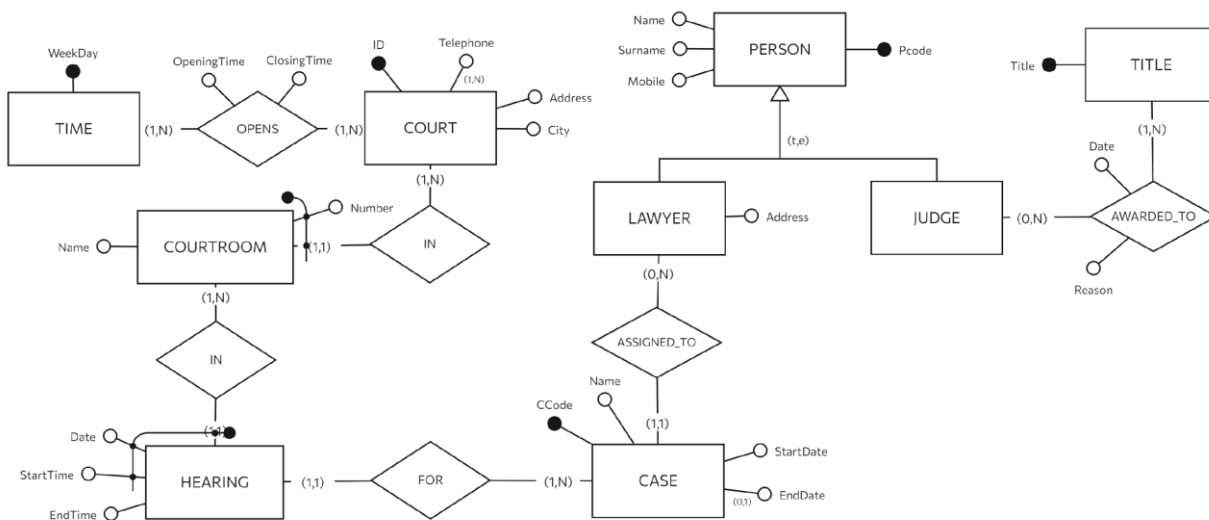 WeekDay
TIME
(1,N)
OpeningTime
ClosingTime
OPENS
(1,N)
ID
Telephone
(1,N)
COURT
Address
City
(1,N)
Name
COURTROOM
Number
(1,1)
IN
(1,N)
IN
(1,1)
Date
StartTime
EndTime
HEARING
(1,1)
FOR
(1,N)
Name
Surname
Mobile
PERSON
Pcode
(t,e)
LAWYER
Address
(0,N)
ASSIGNED_TO
(1,1)
CCode
Name
CASE
StartDate
EndDate
(0,1)
JUDGE
(0,N)
Title
TITLE
(1,N)
Date
AWARDED_TO
Reason